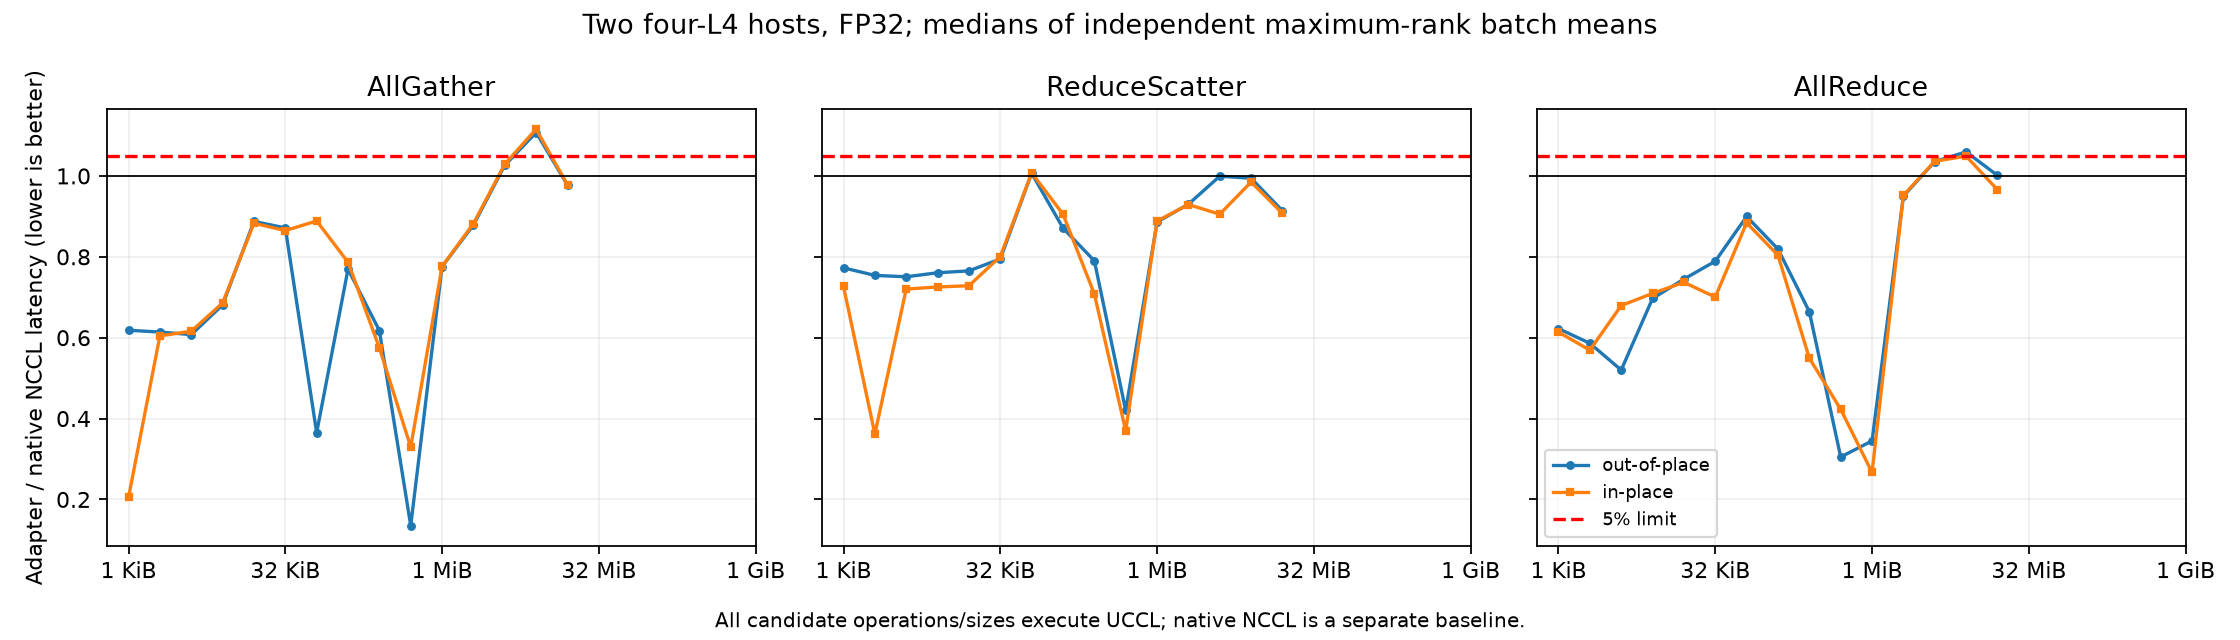 Two four-L4 hosts, FP32; medians of independent maximum-rank batch means
AllGather
ReduceScatter
AllReduce
Adapter / native NCCL latency (lower is better)
1.0
0.8
0.6
0.4
0.2
out-of-place
in-place
5% limit
1 KiB 32 KiB 1 MiB 32 MiB 1 GiB
1 KiB 32 KiB 1 MiB 32 MiB 1 GiB
1 KiB 32 KiB 1 MiB 32 MiB 1 GiB
All candidate operations/sizes execute UCCL; native NCCL is a separate baseline.